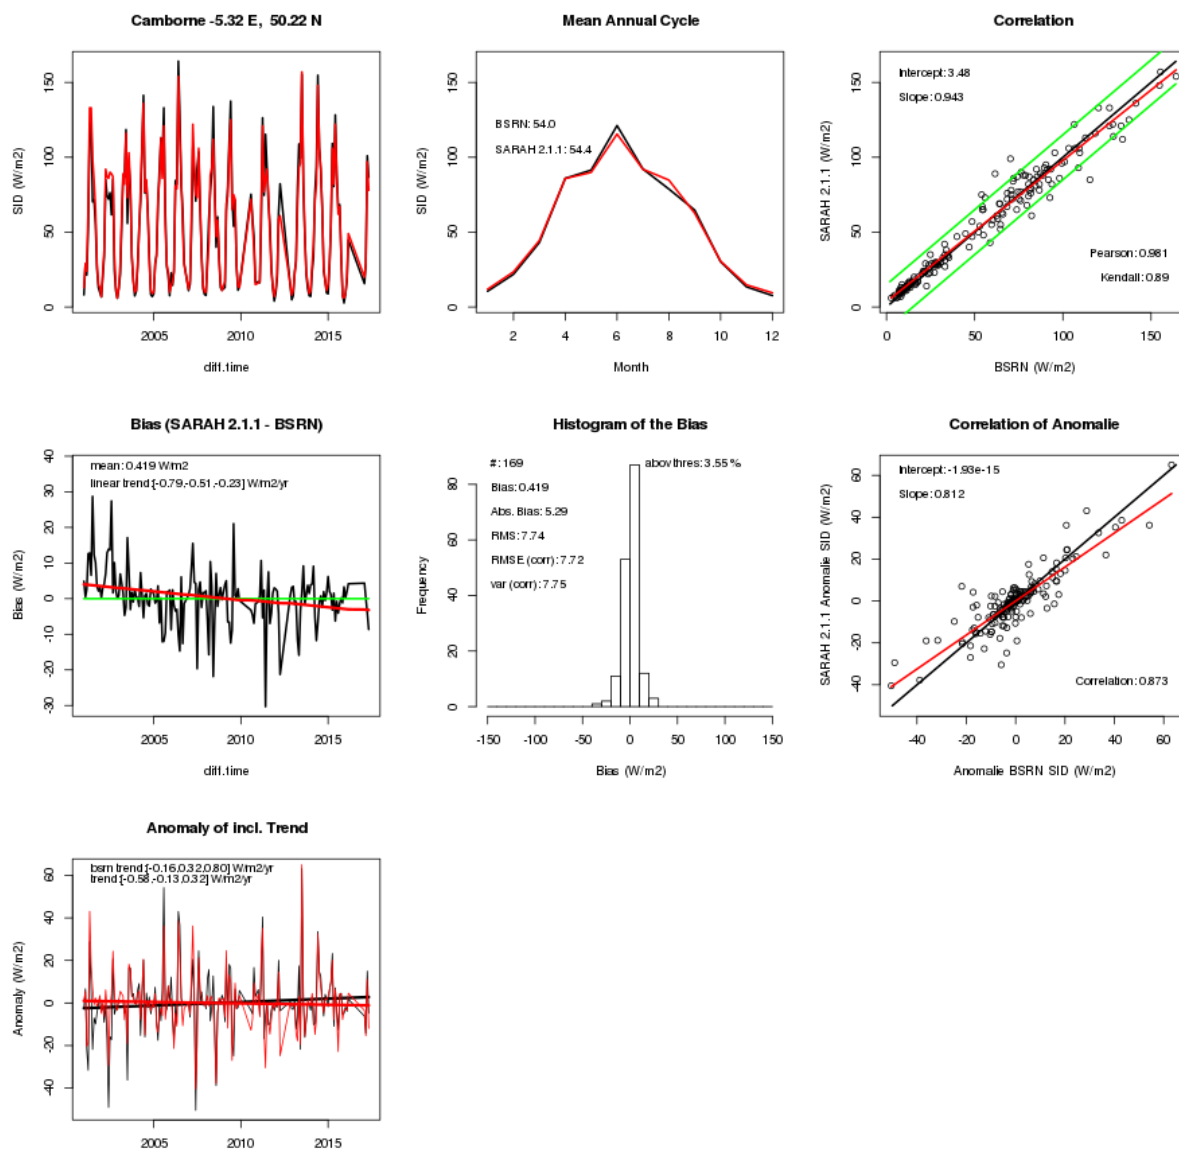 Camborne -5.32 E, 50.22 N
SID (W/m2)
0 50 100 150
2005 2010 2015
diff.time
Mean Annual Cycle
BSRN: 54.0
SARAH 2.1.1: 54.4
SID (W/m2)
0 50 100 150
2 4 6 8 10 12
Month
Correlation
Intercept: 3.48
Slope: 0.943
Pearson: 0.981
Kendall: 0.89
SARAH 2.1.1 (W/m2)
0 50 100 150
0 50 100 150
BSRN (W/m2)
Bias (SARAH 2.1.1 - BSRN)
mean: 0.419 W/m2
linear trend:[-0.79,-0.51,-0.23] W/m2/yr
Bias (W/m2)
-30 -20 -10 0 10 20 30 40
2005 2010 2015
diff.time
Histogram of the Bias
#: 169
abovthres: 3.55 %
Bias: 0.419
Abs. Bias: 5.29
RMS: 7.74
RMSE (corr): 7.72
var (corr): 7.75
Frequency
0 20 40 60 80
-150 -100 -50 0 50 100 150
Bias (W/m2)
Correlation of Anomalie
Intercept: -1.93e-15
Slope: 0.812
Correlation: 0.873
SARAH 2.1.1 Anomalie SID (W/m2)
-40 -20 0 20 40 60
-40 -20 0 20 40 60
Anomalie BSRN SID (W/m2)
Anomaly of incl. Trend
bsrn trend:[-0.16,0.32,0.80] W/m2/yr
trend:[-0.58,-0.13,0.32] W/m2/yr
Anomaly (W/m2)
-40 -20 0 20 40 60
2005 2010 2015